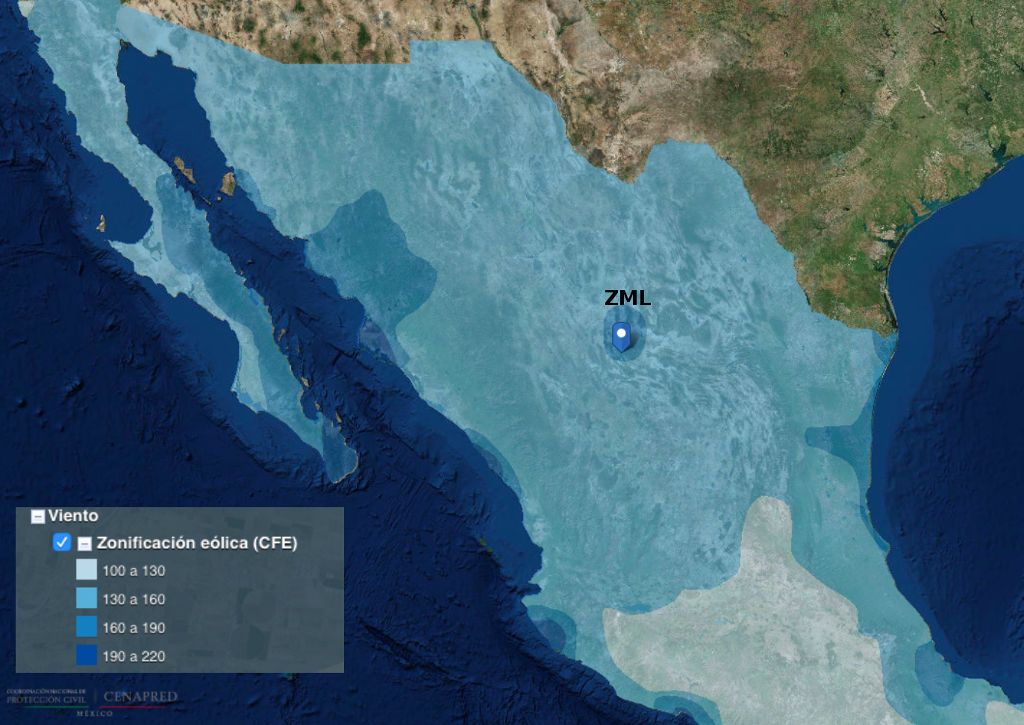 ZML
Viento
Zonificación eólica (CFE)
100 a 130
130 a 160
160 a 190
190 a 220
COORDINACIÓN NACIONAL DE
PROTECCIÓN CIVIL
CENAPRED
MÉXICO